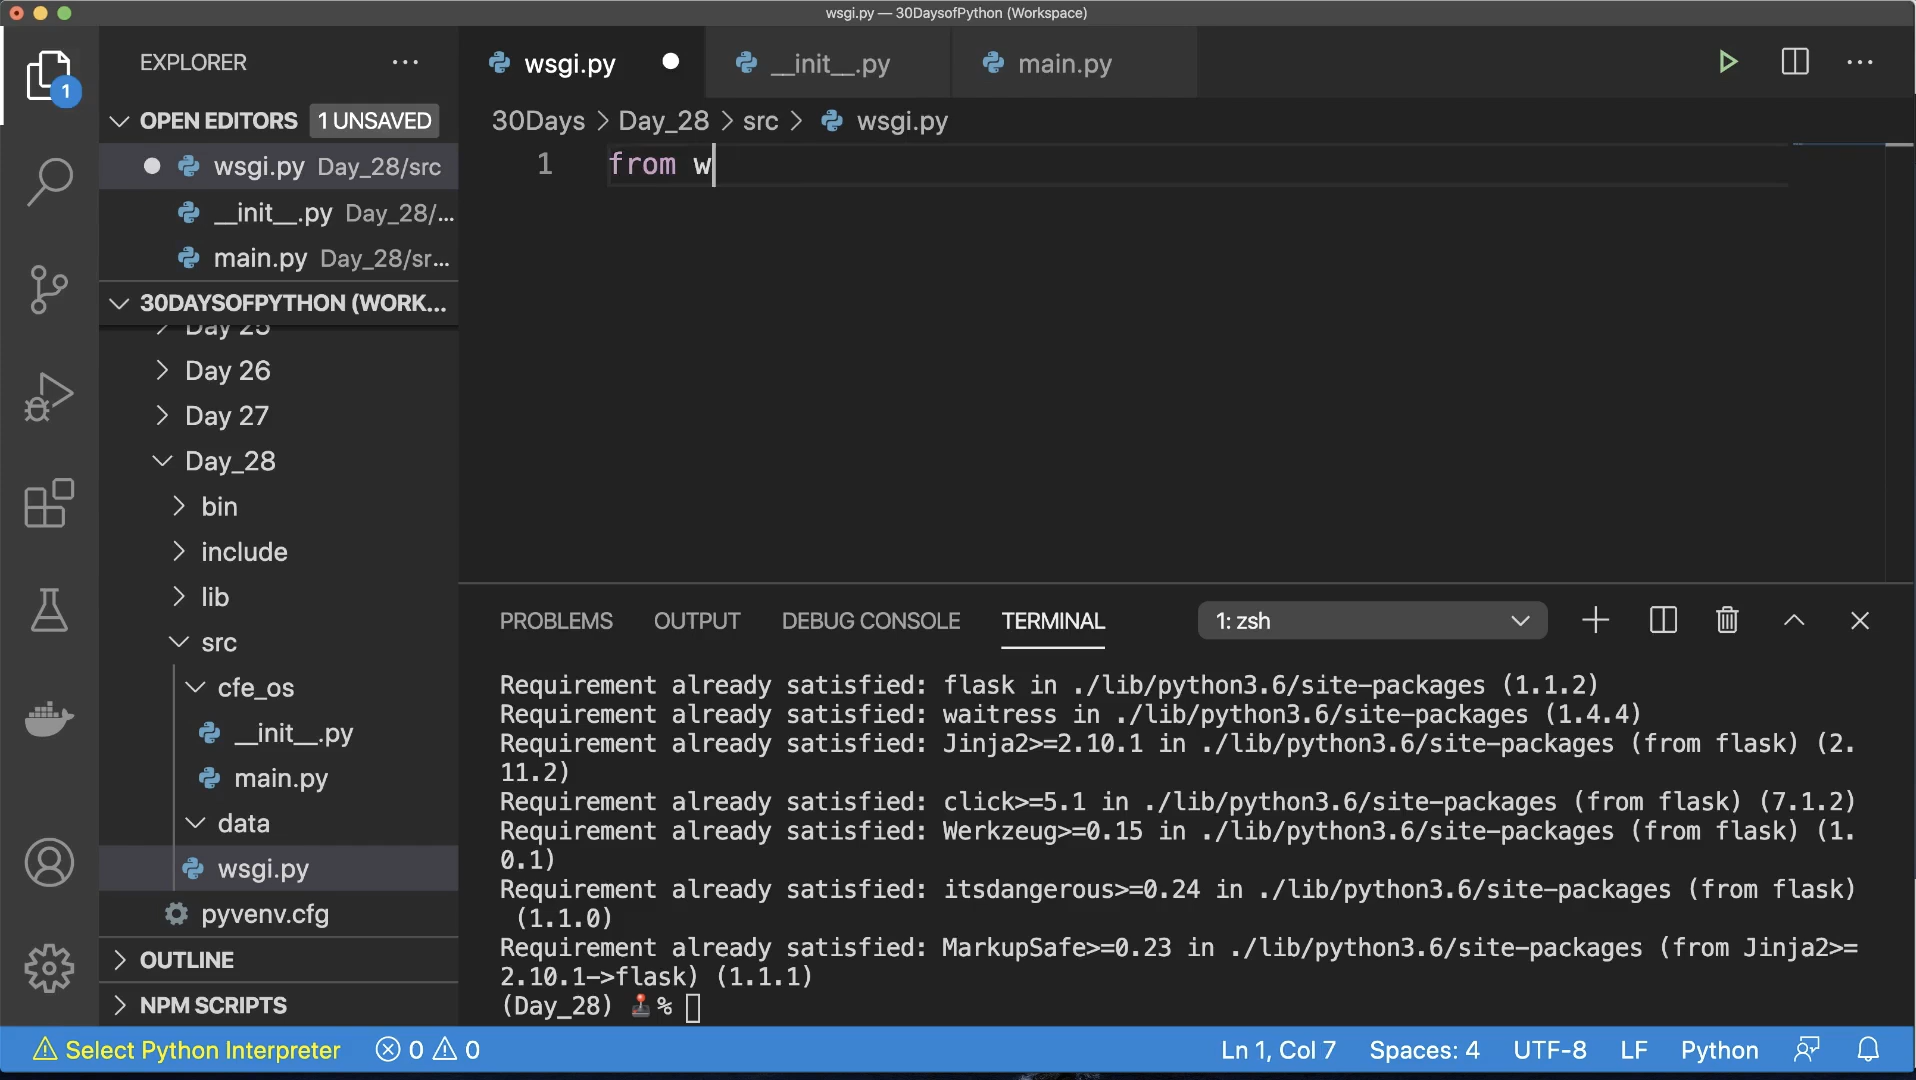 wsgi.py — 30DaysofPython (Workspace)
EXPLORER
wsgi.py
__init__.py
main.py
1
OPEN EDITORS 1 UNSAVED
30Days > Day_28 > src > wsgi.py
wsgi.py Day_28/src
1 from w
__init__.py Day_28/...
main.py Day_28/sr...
30DAYSOFPYTHON (WORK...
Day 25
Day 26
Day 27
Day_28
bin
include
lib
src
cfe_os
__init__.py
main.py
data
wsgi.py
pyvenv.cfg
OUTLINE
NPM SCRIPTS
PROBLEMS OUTPUT DEBUG CONSOLE TERMINAL 1: zsh
Requirement already satisfied: flask in ./lib/python3.6/site-packages (1.1.2)
Requirement already satisfied: waitress in ./lib/python3.6/site-packages (1.4.4)
Requirement already satisfied: Jinja2>=2.10.1 in ./lib/python3.6/site-packages (from flask) (2.
11.2)
Requirement already satisfied: click>=5.1 in ./lib/python3.6/site-packages (from flask) (7.1.2)
Requirement already satisfied: Werkzeug>=0.15 in ./lib/python3.6/site-packages (from flask) (1.
0.1)
Requirement already satisfied: itsdangerous>=0.24 in ./lib/python3.6/site-packages (from flask)
(1.1.0)
Requirement already satisfied: MarkupSafe>=0.23 in ./lib/python3.6/site-packages (from Jinja2>=
2.10.1->flask) (1.1.1)
(Day_28) 🕹️%
Select Python Interpreter 0 0 Ln 1, Col 7 Spaces: 4 UTF-8 LF Python